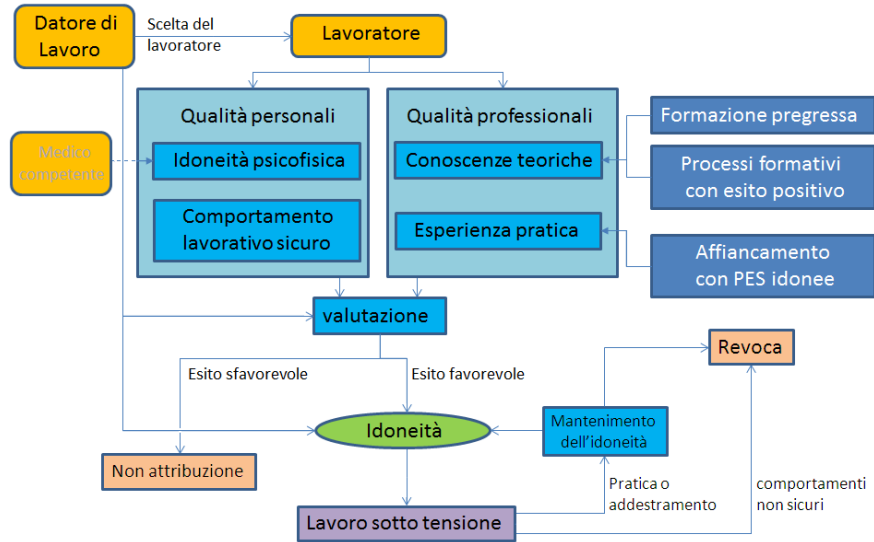 Datore di
Lavoro
Scelta del
lavoratore
Lavoratore
Qualità personali
Qualità professionali
Medico
competente
Idoneità psicofisica
Comportamento
lavorativo sicuro
Conoscenze teoriche
Esperienza pratica
Formazione pregressa
Processi formativi
con esito positivo
Affiancamento
con PES idonee
valutazione
Esito sfavorevole
Esito favorevole
Revoca
Idoneità
Mantenimento
dell'idoneità
Non attribuzione
Pratica o
addestramento
comportamenti
non sicuri
Lavoro sotto tensione